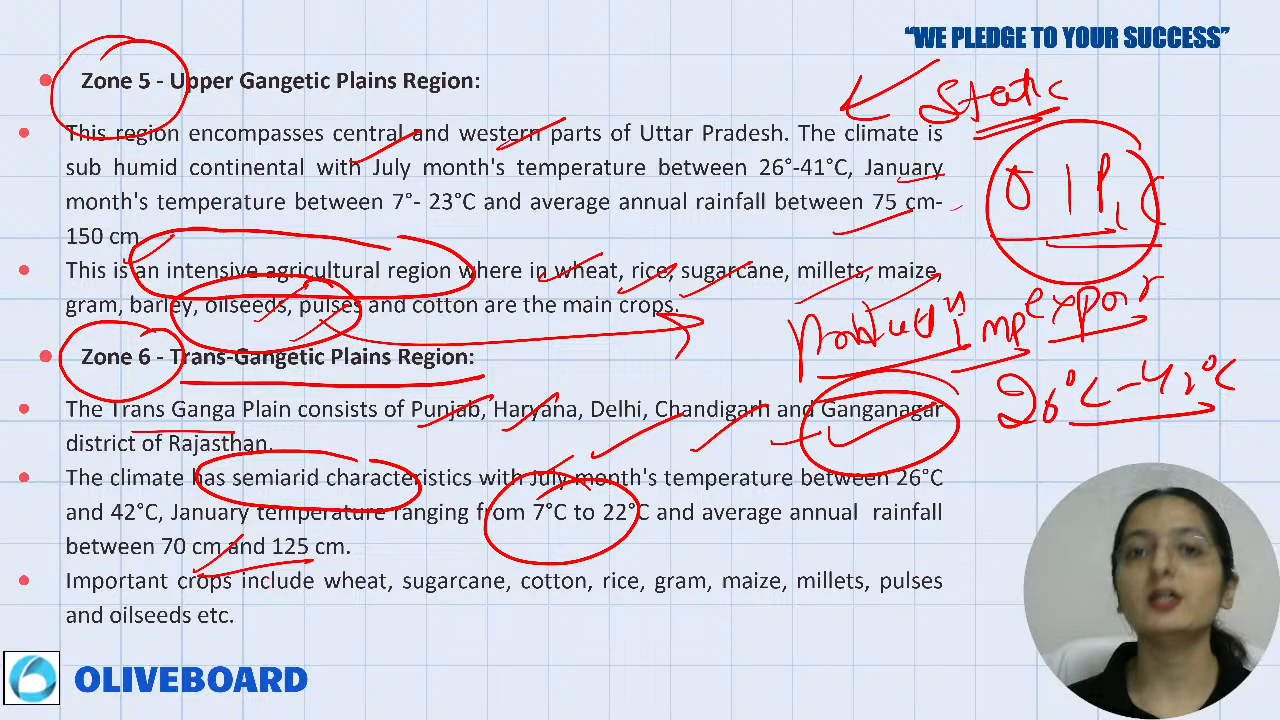 “WE PLEDGE TO YOUR SUCCESS”
Zone 5 - Upper Gangetic Plains Region:
This region encompasses central and western parts of Uttar Pradesh. The climate is
sub humid continental with July month's temperature between 26°-41°C, January
month's temperature between 7°- 23°C and average annual rainfall between 75 cm-
150 cm.
This is an intensive agricultural region where in wheat, rice, sugarcane, millets, maize,
gram, barley, oilseeds, pulses and cotton are the main crops.
Zone 6 - Trans-Gangetic Plains Region:
The Trans Ganga Plain consists of Punjab, Haryana, Delhi, Chandigarh and Ganganagar
district of Rajasthan.
The climate has semiarid characteristics with July month's temperature between 26°C
and 42°C, January temperature ranging from 7°C to 22°C and average annual rainfall
between 70 cm and 125 cm.
Important crops include wheat, sugarcane, cotton, rice, gram, maize, millets, pulses
and oilseeds etc.
Static
Productn
Imp
export
26°C - 42°C
OLIVEBOARD